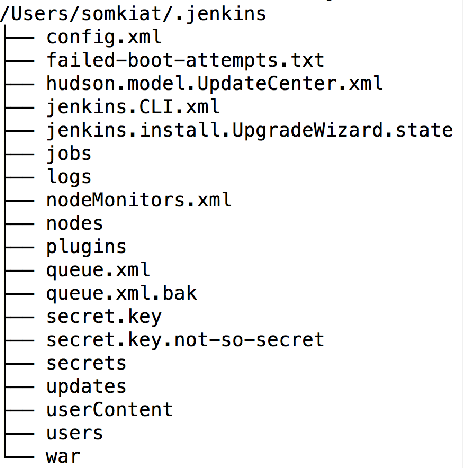 /Users/somkiat/.jenkins
├── config.xml
├── failed-boot-attempts.txt
├── hudson.model.UpdateCenter.xml
├── jenkins.CLI.xml
├── jenkins.install.UpgradeWizard.state
├── jobs
├── logs
├── nodeMonitors.xml
├── nodes
├── plugins
├── queue.xml
├── queue.xml.bak
├── secret.key
├── secret.key.not-so-secret
├── secrets
├── updates
├── userContent
├── users
└── war